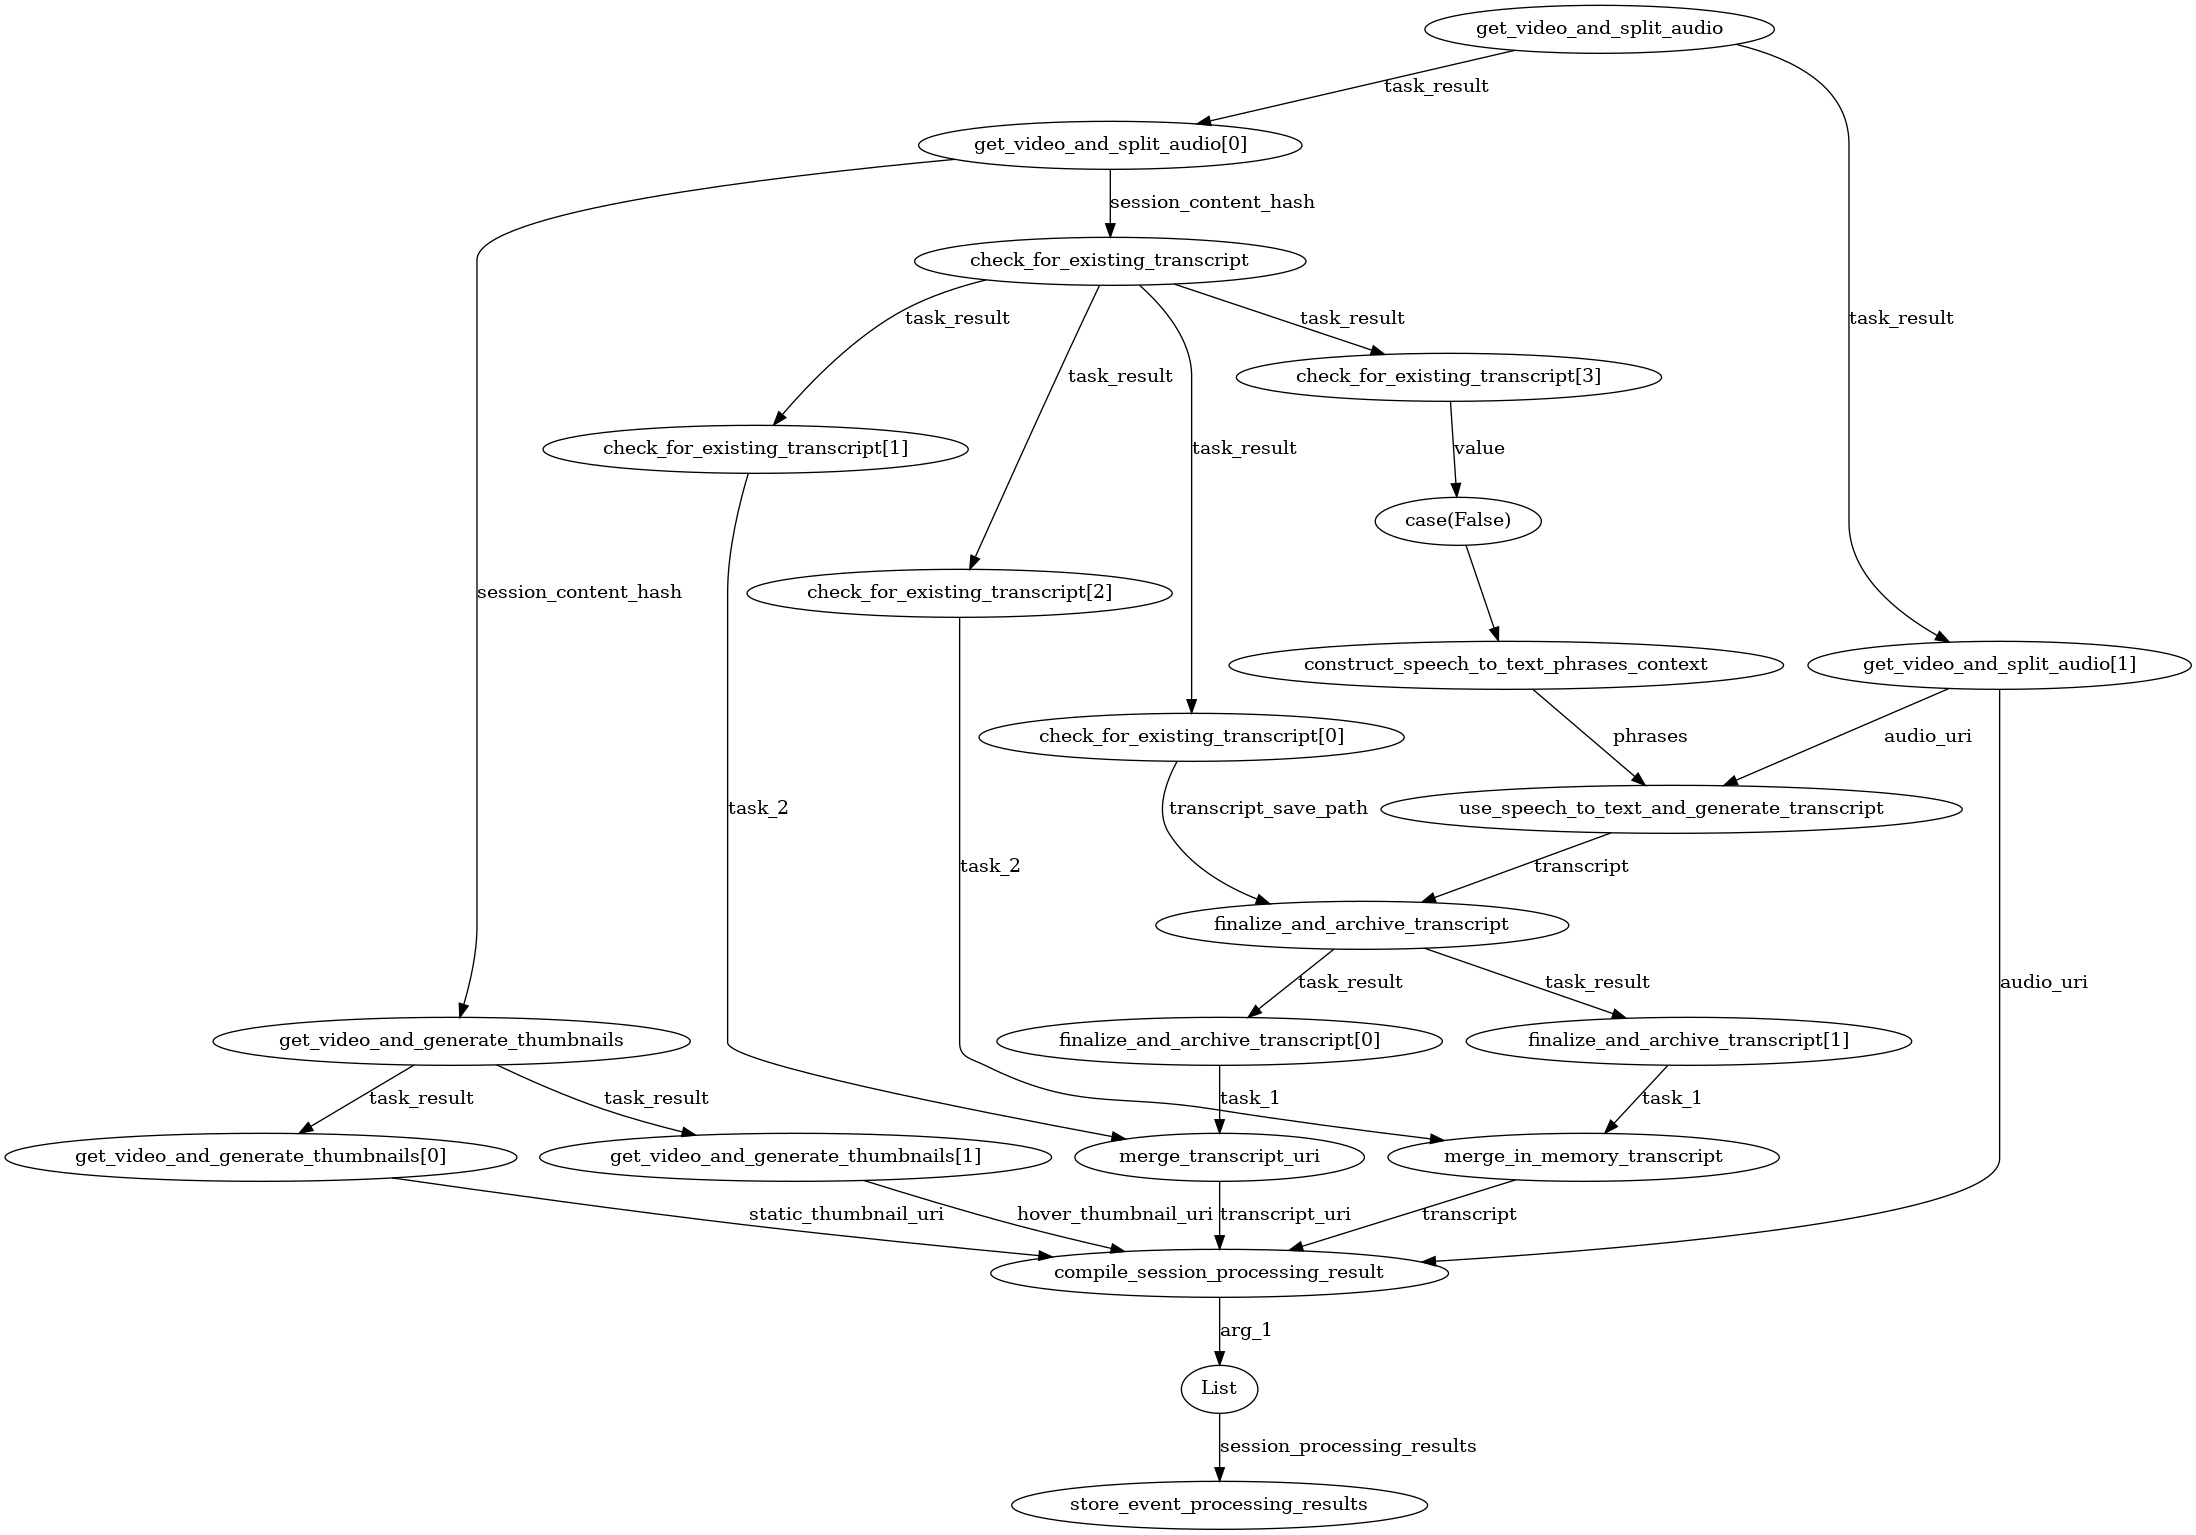 get_video_and_split_audio
task_result
get_video_and_split_audio[0]
session_content_hash
check_for_existing_transcript
task_result
task_result
task_result
task_result
check_for_existing_transcript[3]
task_result
check_for_existing_transcript[1]
task_result
value
case(False)
session_content_hash
check_for_existing_transcript[2]
construct_speech_to_text_phrases_context
get_video_and_split_audio[1]
check_for_existing_transcript[0]
phrases
audio_uri
task_2
transcript_save_path
use_speech_to_text_and_generate_transcript
task_2
transcript
finalize_and_archive_transcript
task_result
task_result
audio_uri
get_video_and_generate_thumbnails
finalize_and_archive_transcript[0]
finalize_and_archive_transcript[1]
task_result
task_result
task_1
task_1
get_video_and_generate_thumbnails[0]
get_video_and_generate_thumbnails[1]
merge_transcript_uri
merge_in_memory_transcript
static_thumbnail_uri
hover_thumbnail_uri
transcript_uri
transcript
compile_session_processing_result
arg_1
List
session_processing_results
store_event_processing_results